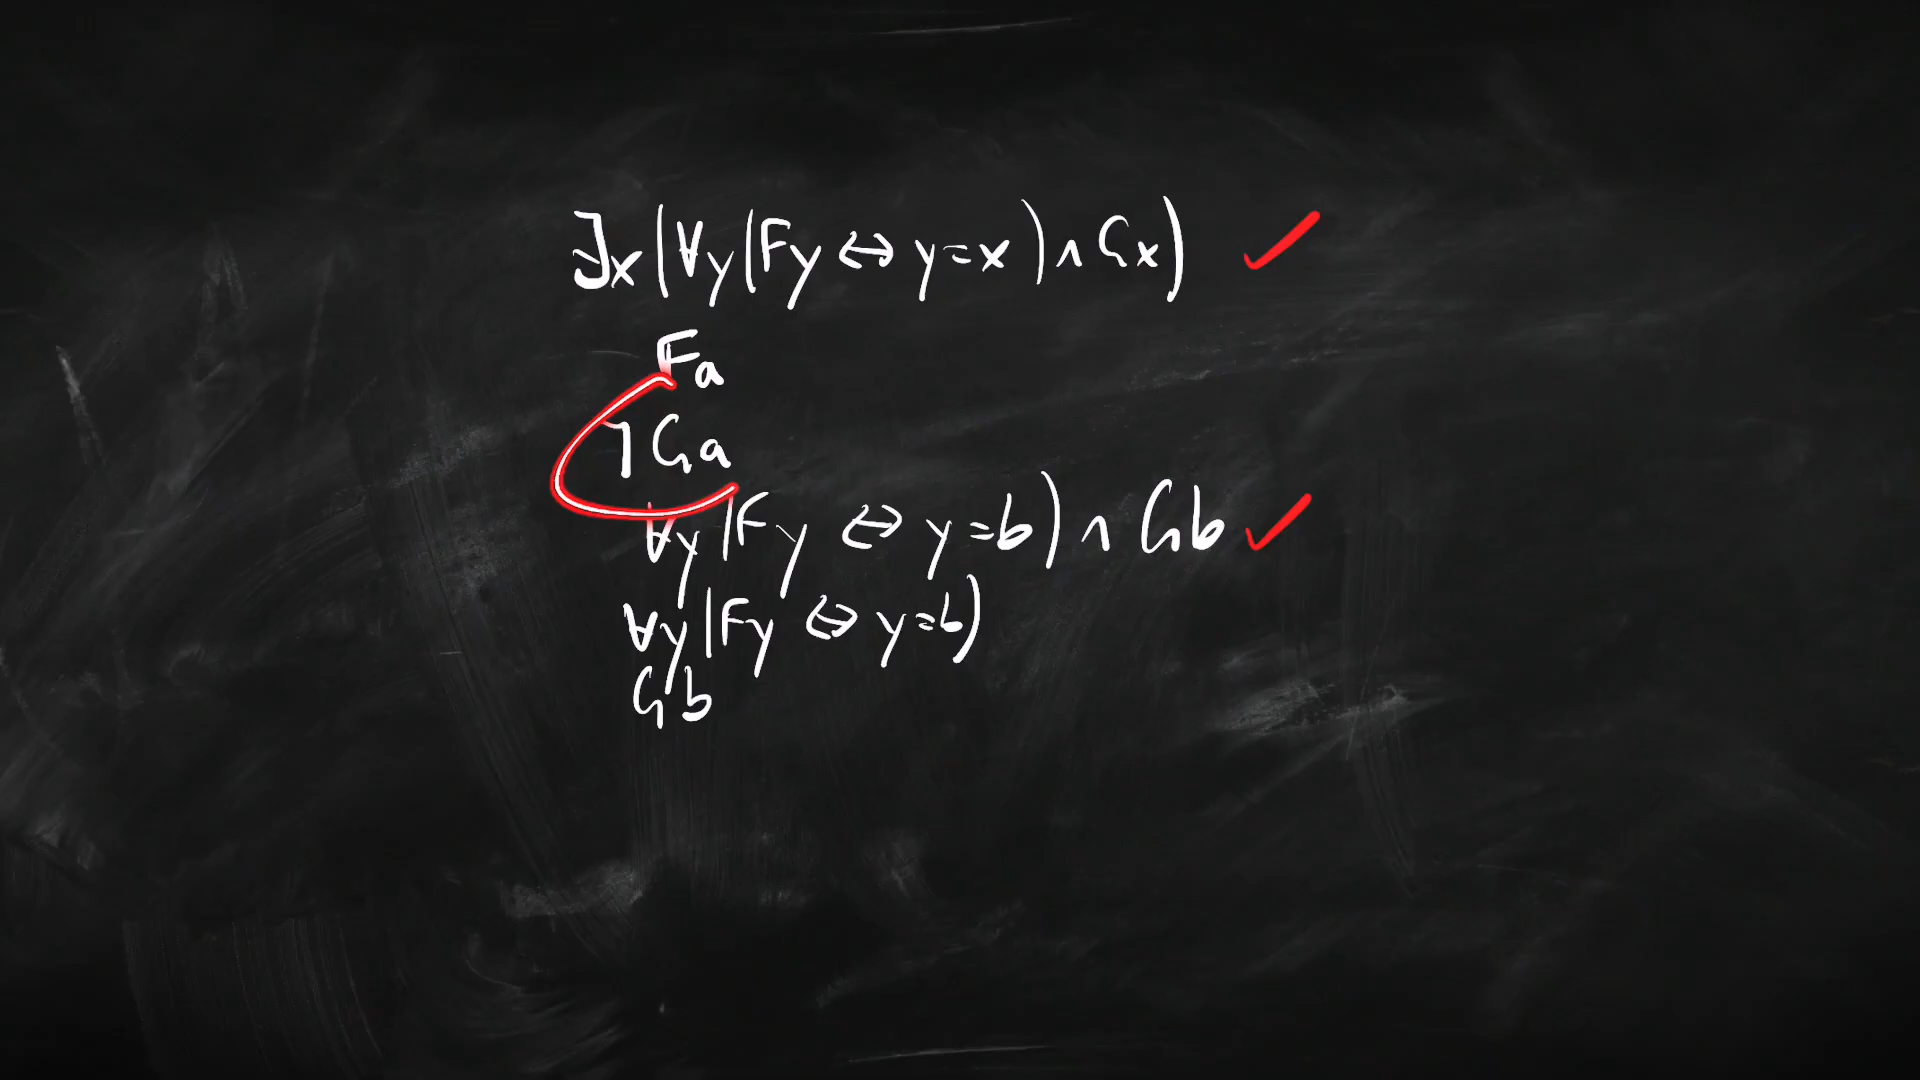 ∃x(∀y(Fy ⇔ y=x) ∧ Gx) ✓
Fa
¬Ga
∀y(Fy ⇔ y=b) ∧ Gb ✓
∀y(Fy ⇔ y=b)
Gb